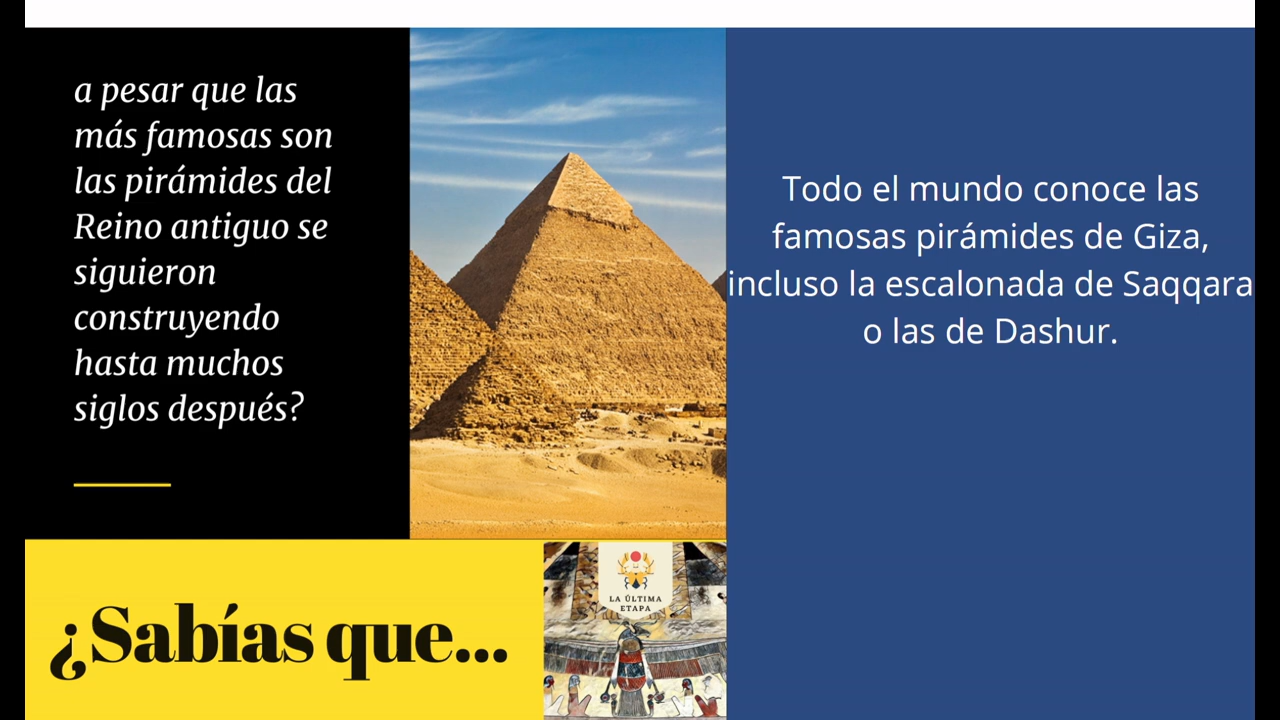 a pesar que las
más famosas son
las pirámides del
Reino antiguo se
siguieron
construyendo
hasta muchos
siglos después?
Todo el mundo conoce las
famosas pirámides de Giza,
incluso la escalonada de Saqqara
o las de Dashur.
¿Sabías que...
LA ÚLTIMA
ETAPA